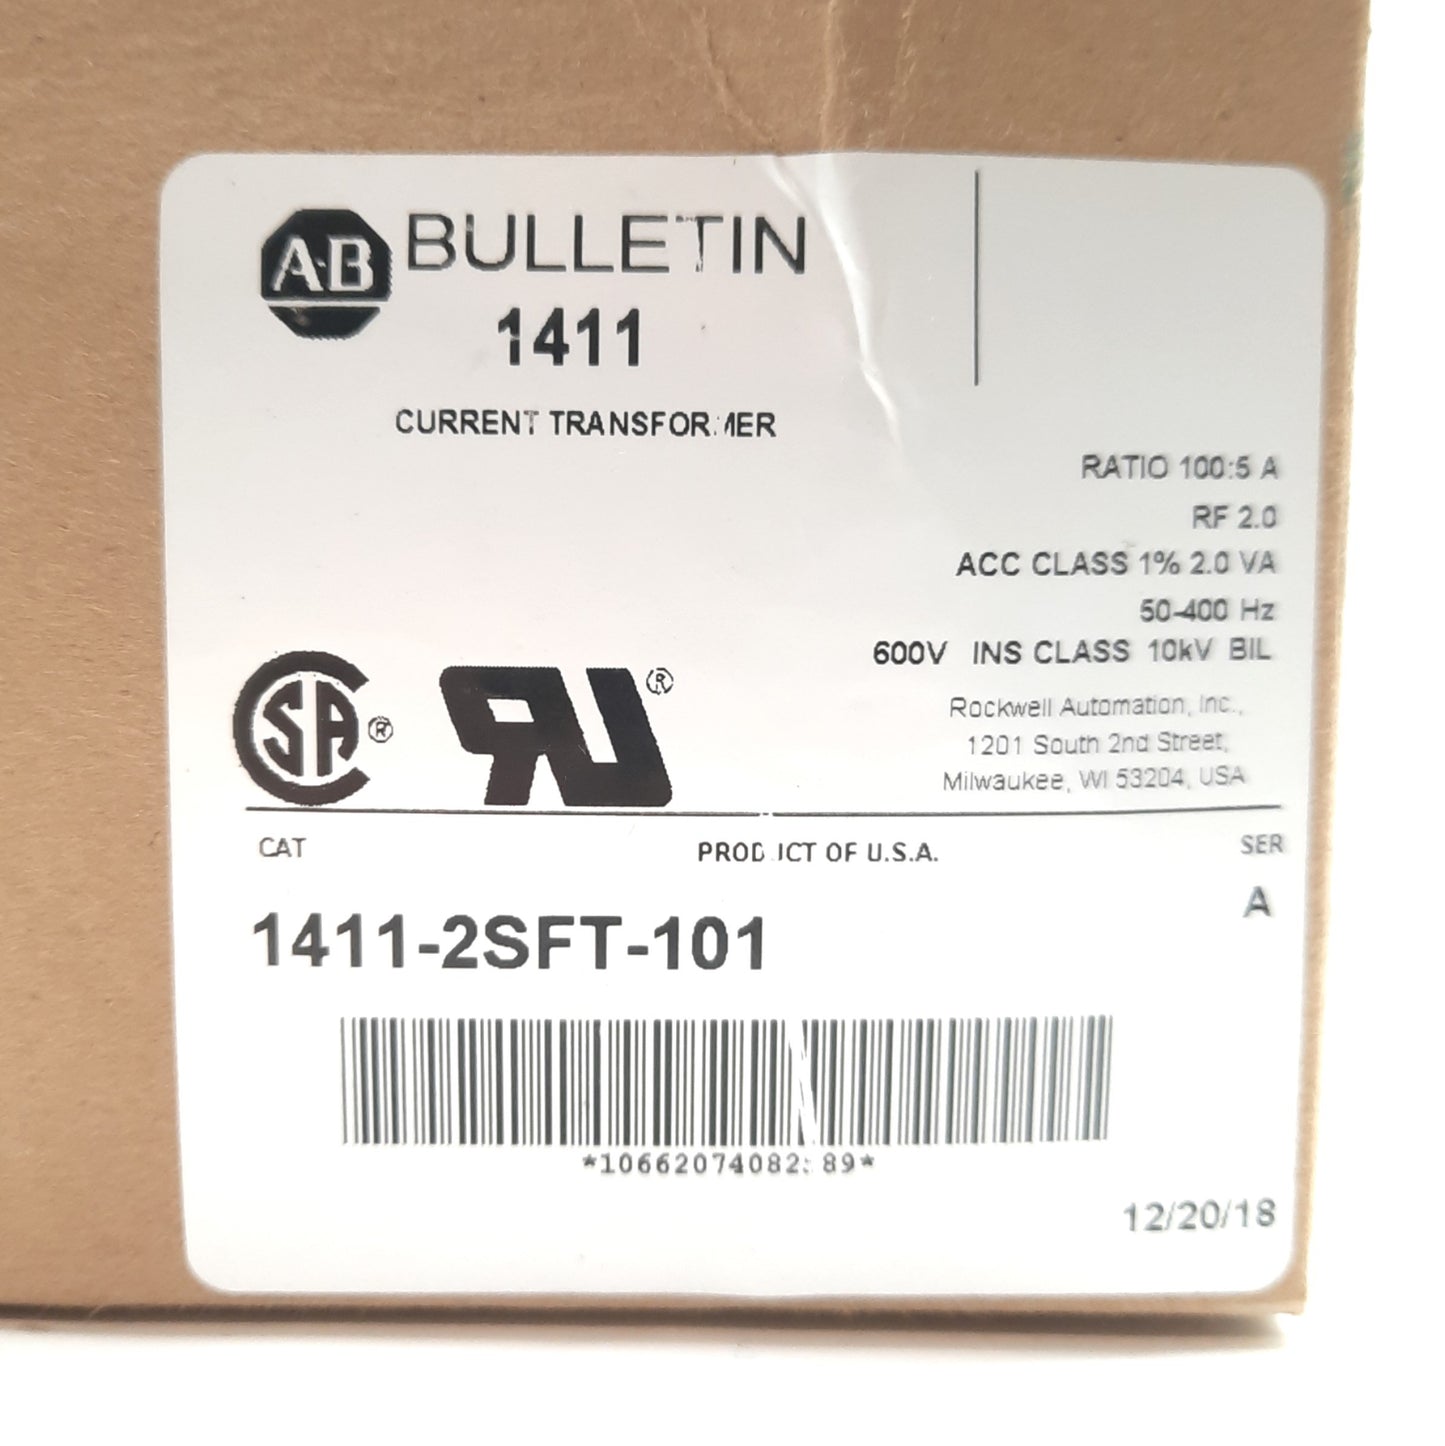 AB BULLETIN
1411
CURRENT TRANSFORMER
RATIO 100:5 A
RF 2.0
ACC CLASS 1% 2.0 VA
50-400 Hz
600V INS CLASS 10kV BIL
Rockwell Automation, Inc.,
1201 South 2nd Street,
Milwaukee, WI 53204, USA
SA ®
RU ®
CAT PRODUCT OF U.S.A. SER
1411-2SFT-101 A
12/20/18